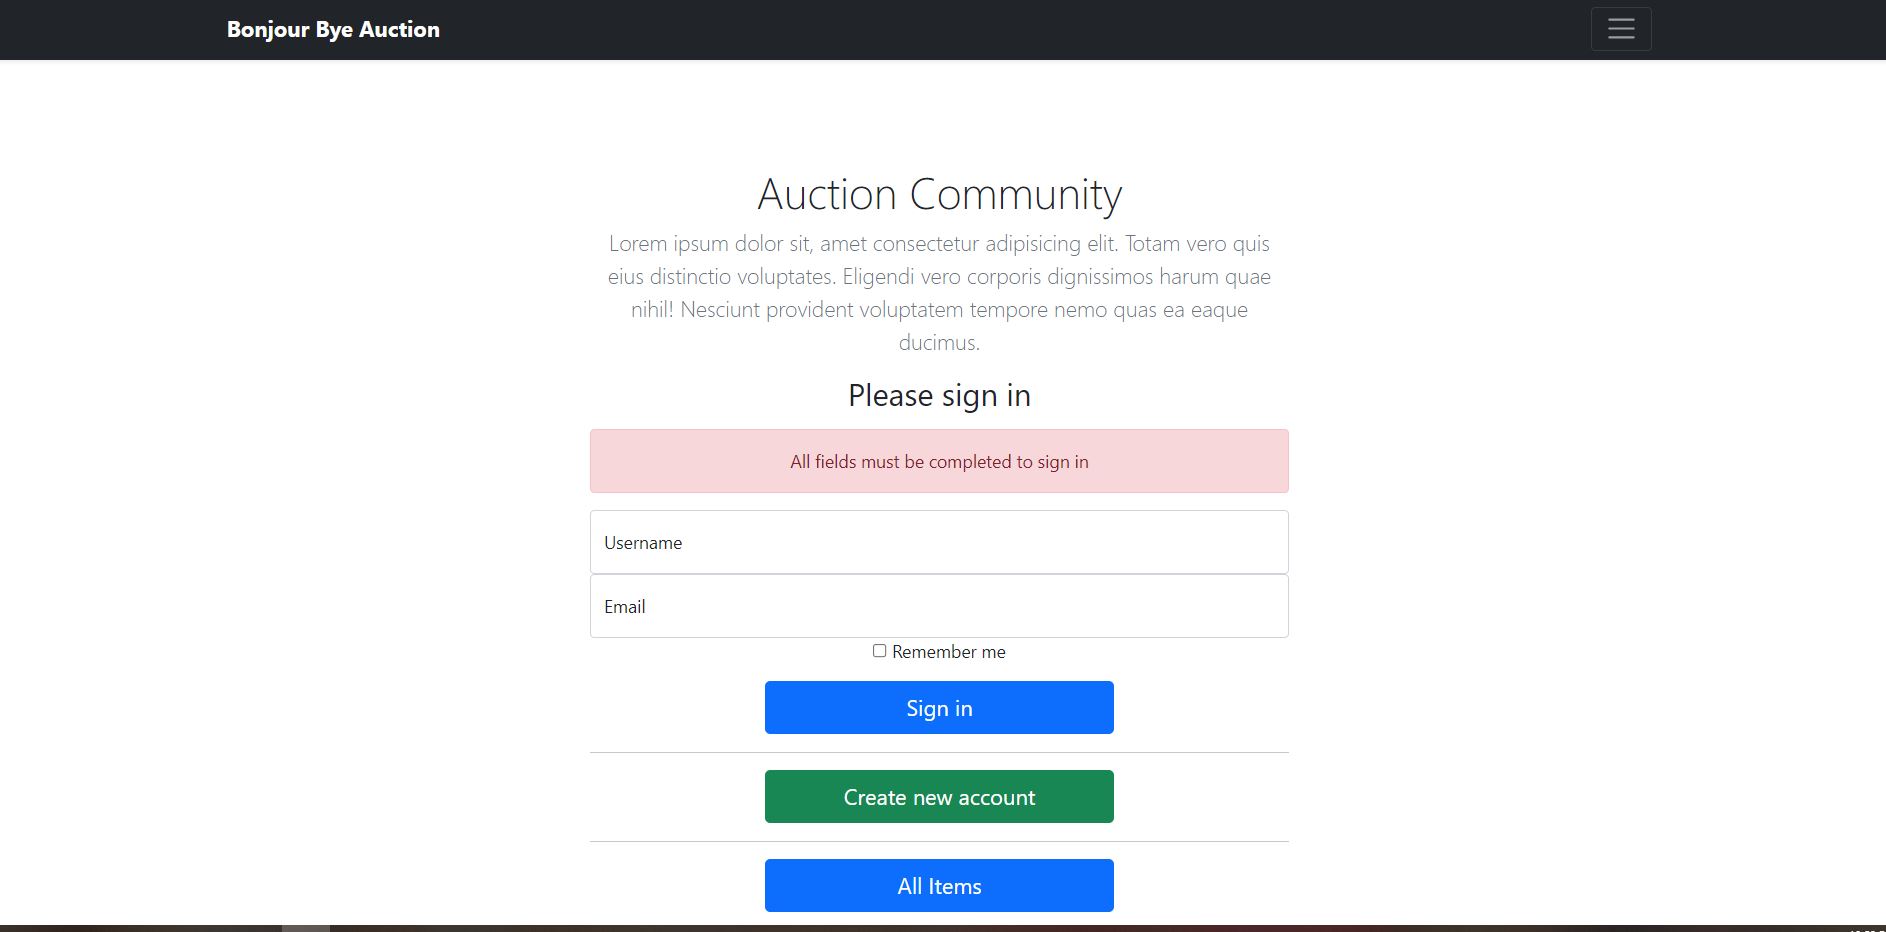 Bonjour Bye Auction
Auction Community
Lorem ipsum dolor sit, amet consectetur adipisicing elit. Totam vero quis
eius distinctio voluptates. Eligendi vero corporis dignissimos harum quae
nihil! Nesciunt provident voluptatem tempore nemo quas ea eaque
ducimus.
Please sign in
All fields must be completed to sign in
Username
Email
Remember me
Sign in
Create new account
All Items